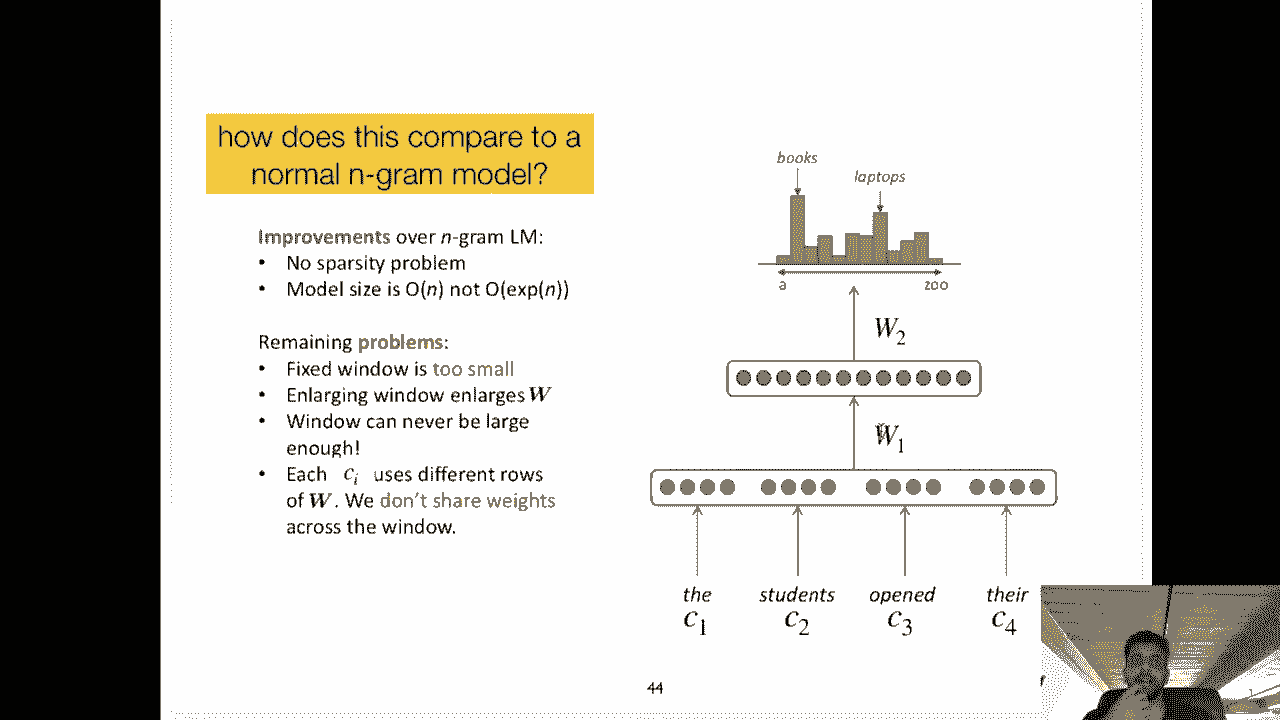 how does this compare to a
normal n-gram model?
Improvements over n-gram LM:
• No sparsity problem
• Model size is O(n) not O(exp(n))
Remaining problems:
• Fixed window is too small
• Enlarging window enlarges W
• Window can never be large
enough!
• Each c_i uses different rows
of W. We don't share weights
across the window.
books
laptops
a zoo
W_2
W_1
the students opened their
c_1 c_2 c_3 c_4
44